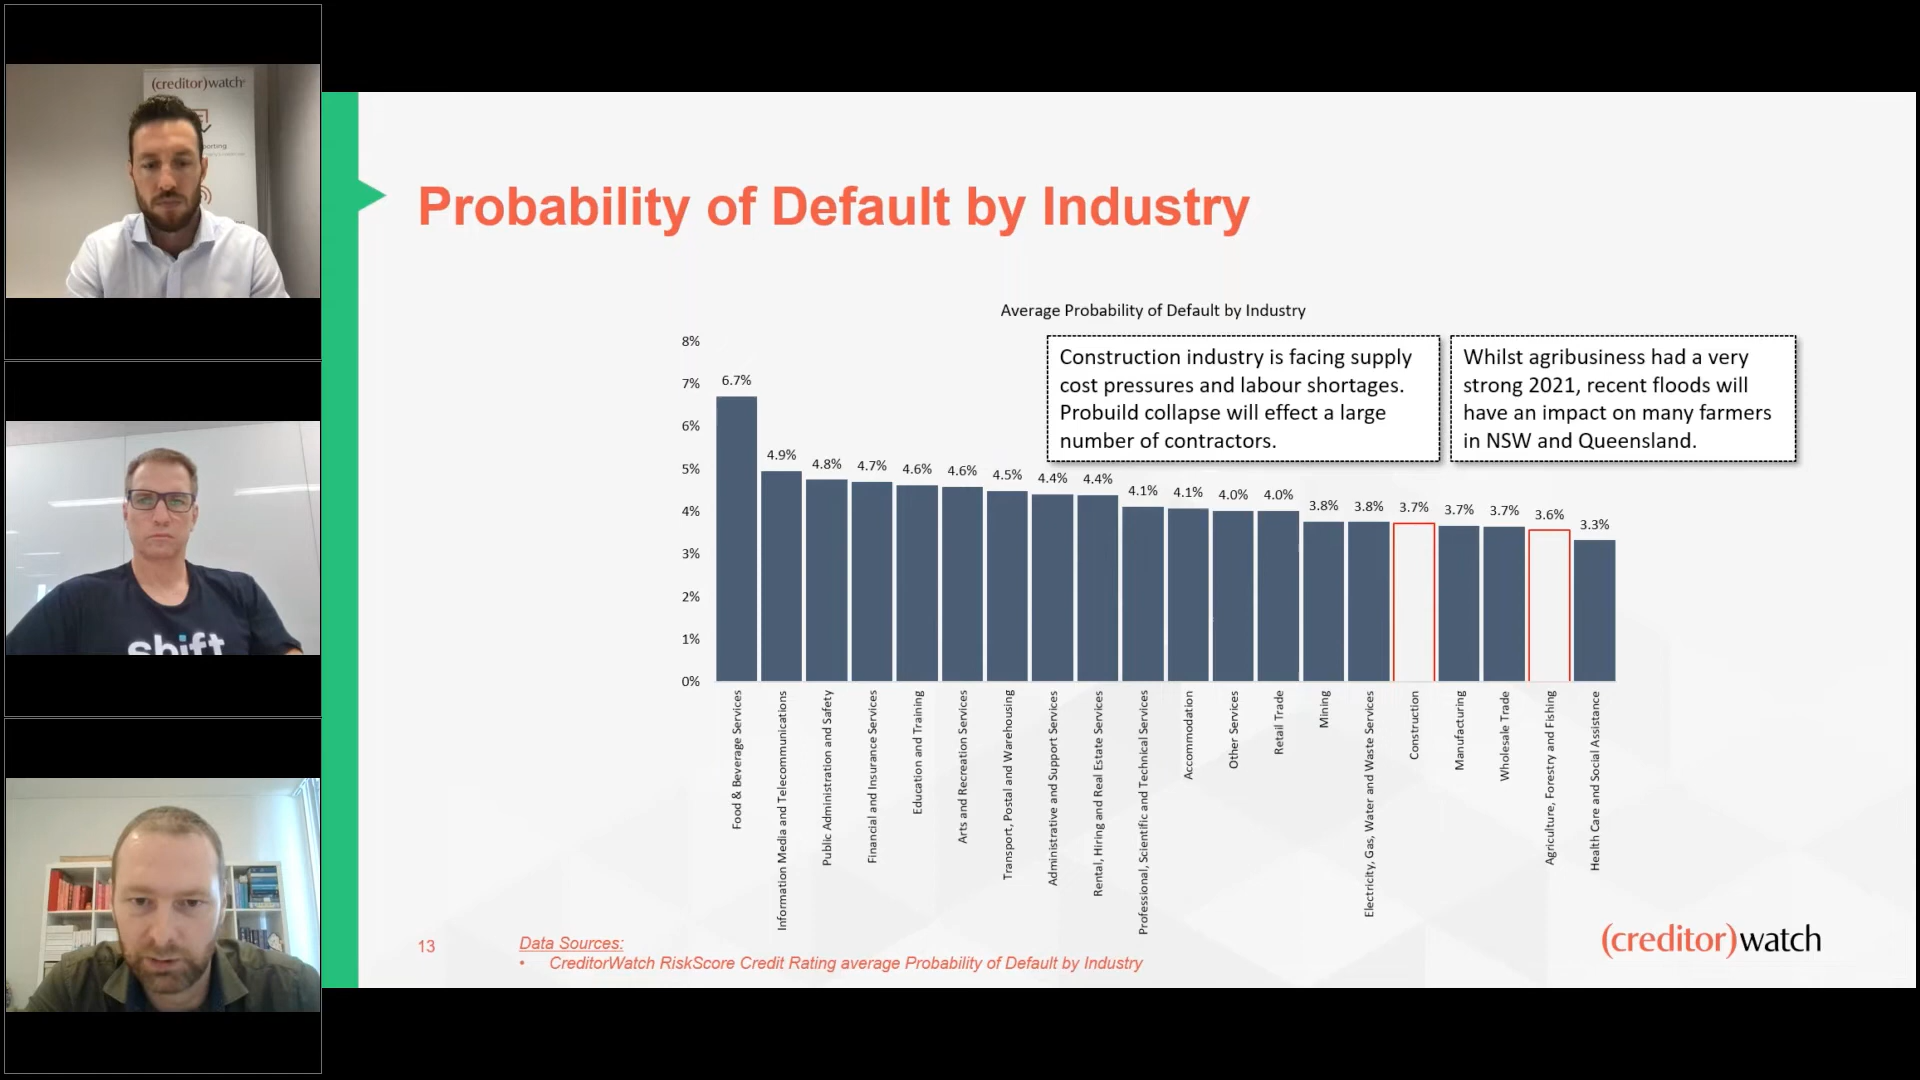 (creditor)watch
shift
Probability of Default by Industry
Average Probability of Default by Industry
Construction industry is facing supply
cost pressures and labour shortages.
Probuild collapse will effect a large
number of contractors.
Whilst agribusiness had a very
strong 2021, recent floods will
have an impact on many farmers
in NSW and Queensland.
8%
7%
6%
5%
4%
3%
2%
1%
0%
6.7%
4.9%
4.8%
4.7%
4.6%
4.6%
4.5%
4.4%
4.4%
4.1%
4.1%
4.0%
4.0%
3.8%
3.8%
3.7%
3.7%
3.7%
3.6%
3.3%
Food & Beverage Services
Information Media and Telecommunications
Public Administration and Safety
Financial and Insurance Services
Education and Training
Arts and Recreation Services
Transport, Postal and Warehousing
Administrative and Support Services
Rental, Hiring and Real Estate Services
Professional, Scientific and Technical Services
Accommodation
Other Services
Retail Trade
Mining
Electricity, Gas, Water and Waste Services
Construction
Manufacturing
Wholesale Trade
Agriculture, Forestry and Fishing
Health Care and Social Assistance
13
Data Sources:
• CreditorWatch RiskScore Credit Rating average Probability of Default by Industry
(creditor)watch